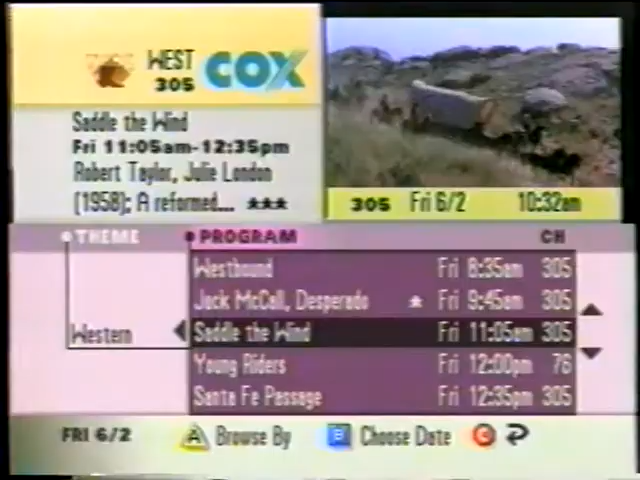 WEST
305
COX
Saddle the Wind
Fri 11:05am-12:35pm
Robert Taylor, Julie London
(1958); A reformed... ★★★
305 Fri 6/2 10:32am
THEME PROGRAM CH
Westbound Fri 8:35am 305
Jack McCall, Desperado ★ Fri 9:45am 305
Western Saddle the Wind Fri 11:05am 305
Young Riders Fri 12:00pm 76
Santa Fe Passage Fri 12:35pm 305
FRI 6/2 A Browse By B Choose Date C